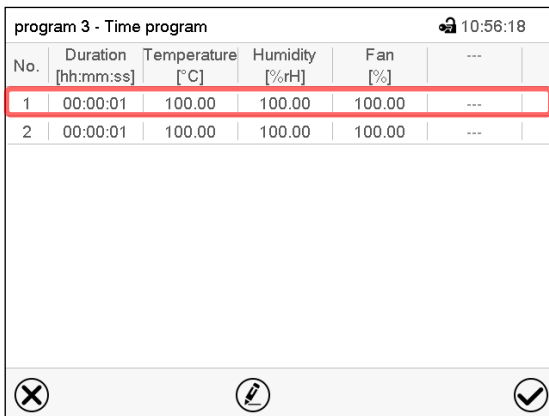 program 3 - Time program 10:56:18
No. Duration [hh:mm:ss] Temperature [°C] Humidity [%rH] Fan [%] ---
1 00:00:01 100.00 100.00 100.00 ---
2 00:00:01 100.00 100.00 100.00 ---